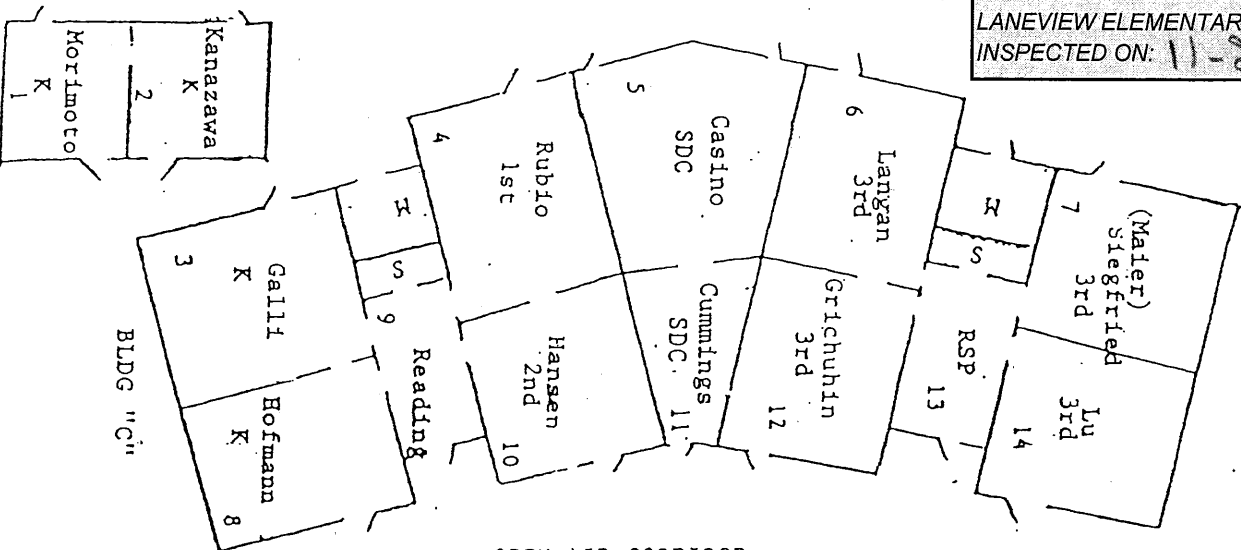 LANEVIEW ELEMENTAR
INSPECTED ON: 11-8
Kanazawa
K
2
Morimoto
K
1
Rubio
1st
4
Casino
SDC
5
Langan
3rd
6
(Maier)
Siegfried
3rd
7
W
S
W
S
Galli
K
3
Hofmann
K
8
9
Reading
Hansen
2nd
10
Cummings
SDC
11
Grichuhin
3rd
12
RSP
13
Lu
3rd
14
BLDG "C"